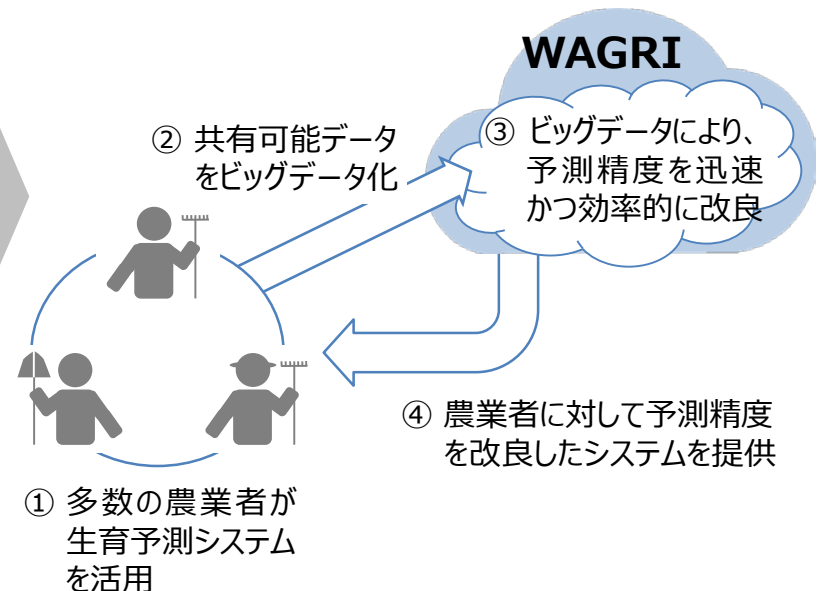 WAGRI
② 共有可能データ
をビッグデータ化
③ ビッグデータにより、
予測精度を迅速
かつ効率的に改良
④ 農業者に対して予測精度
を改良したシステムを提供
① 多数の農業者が
生育予測システム
を活用